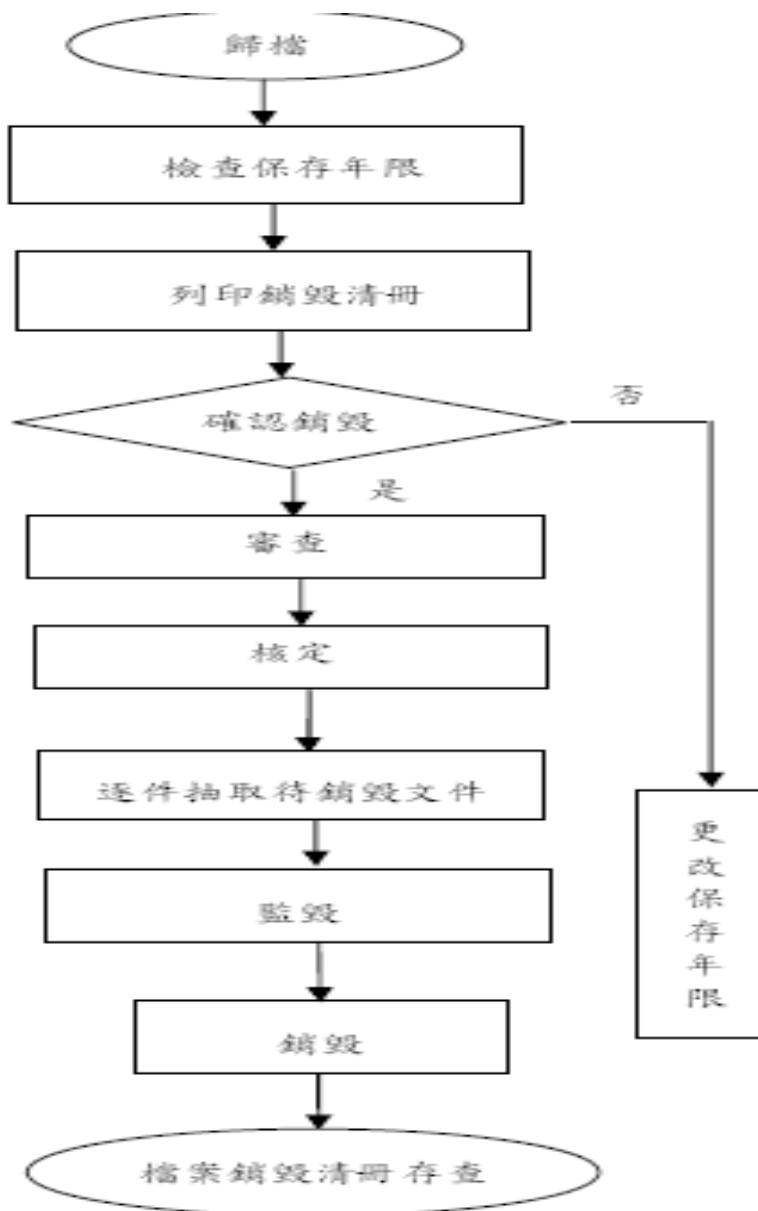 歸檔
檢查保存年限
列印銷毀清冊
確認銷毀
否
是
審查
核定
逐件抽取待銷毀文件
監毀
銷毀
更改保存年限
檔案銷毀清冊存查